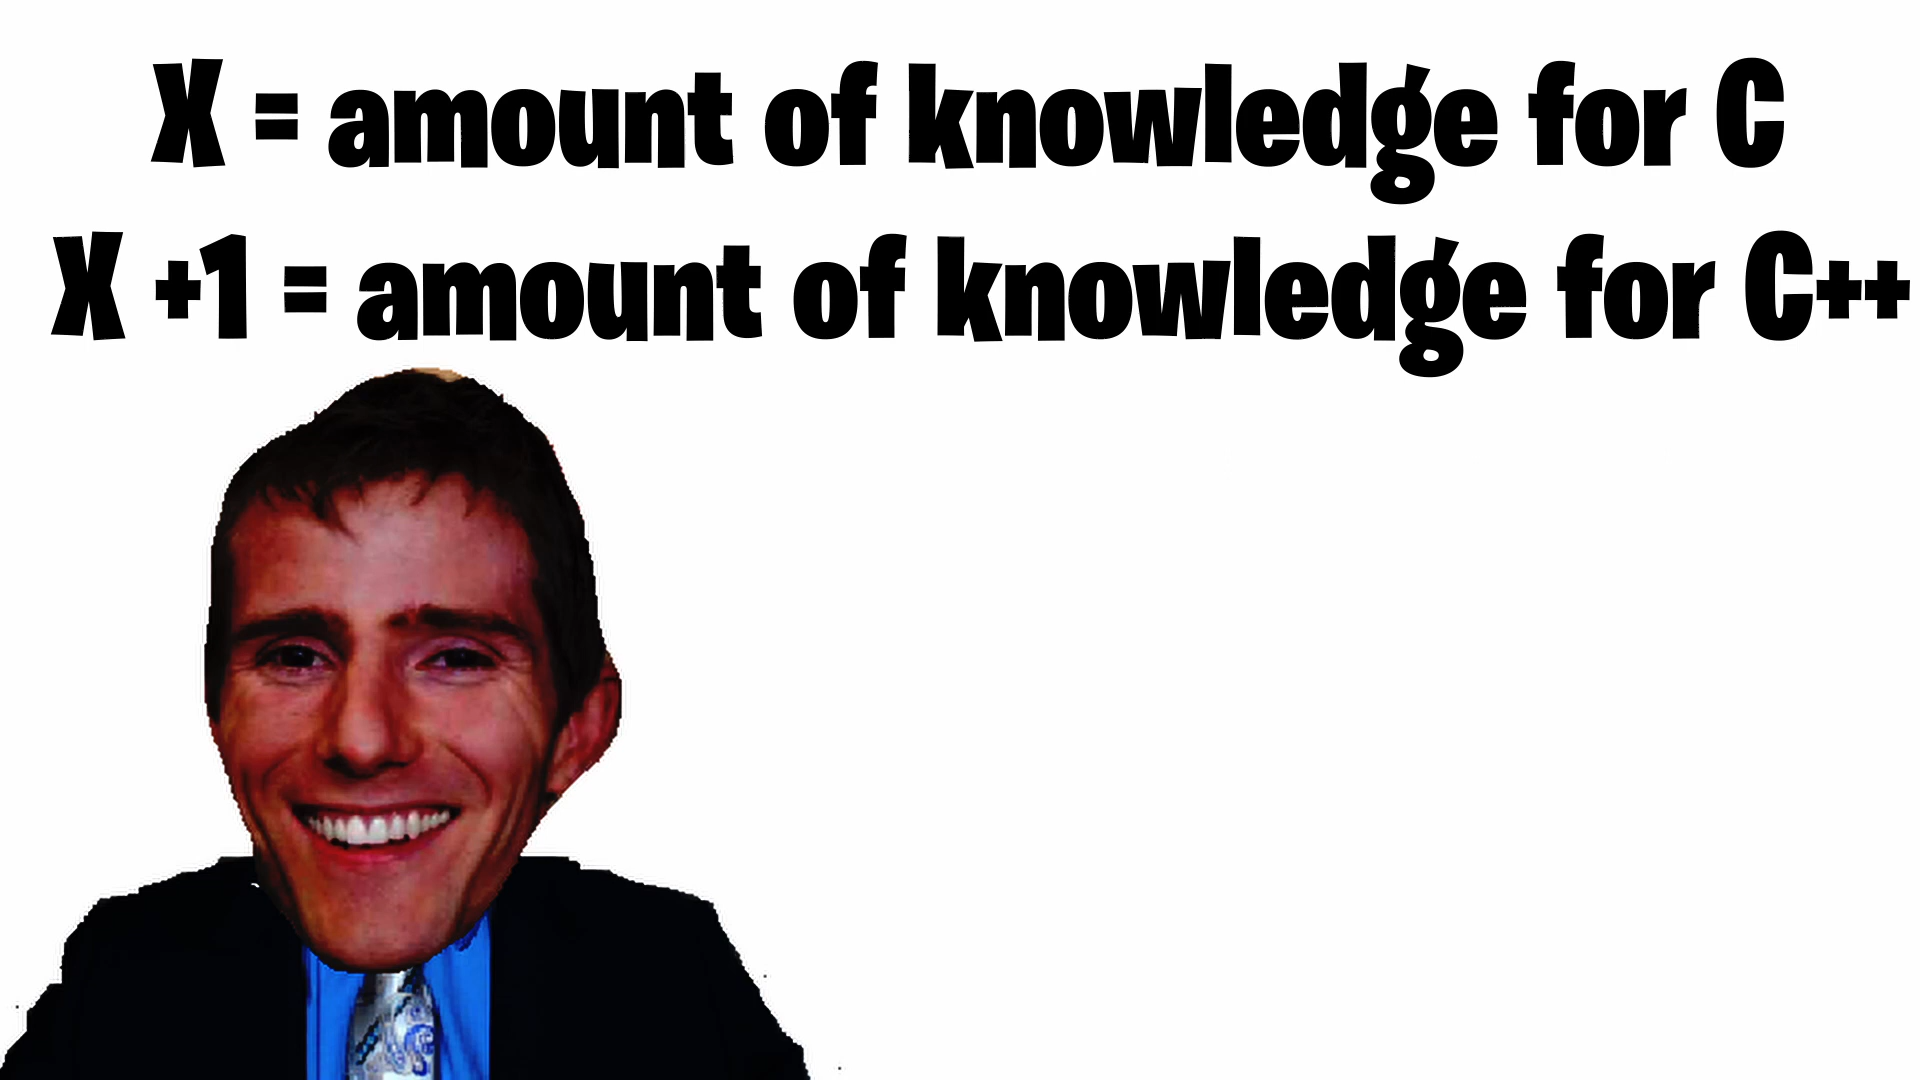 X = amount of knowledge for C
X +1 = amount of knowledge for C++